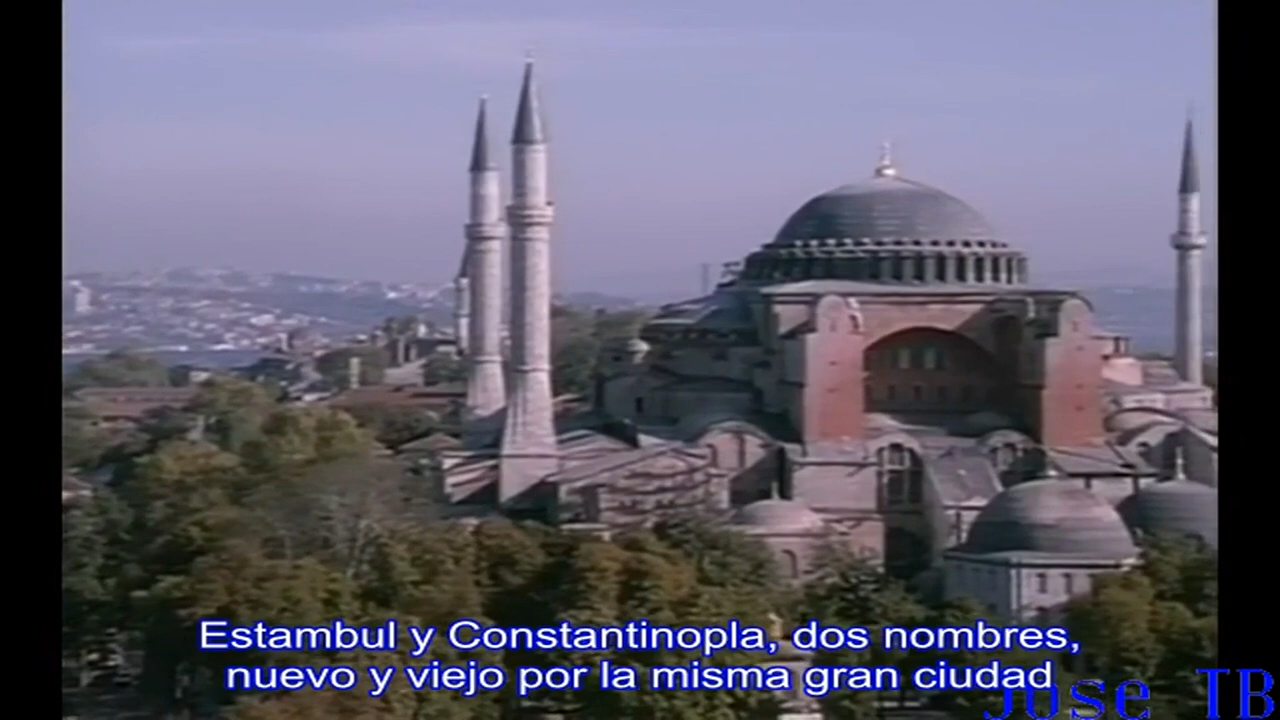 Estambul y Constantinopla, dos nombres,
nuevo y viejo por la misma gran ciudad
Jose TB